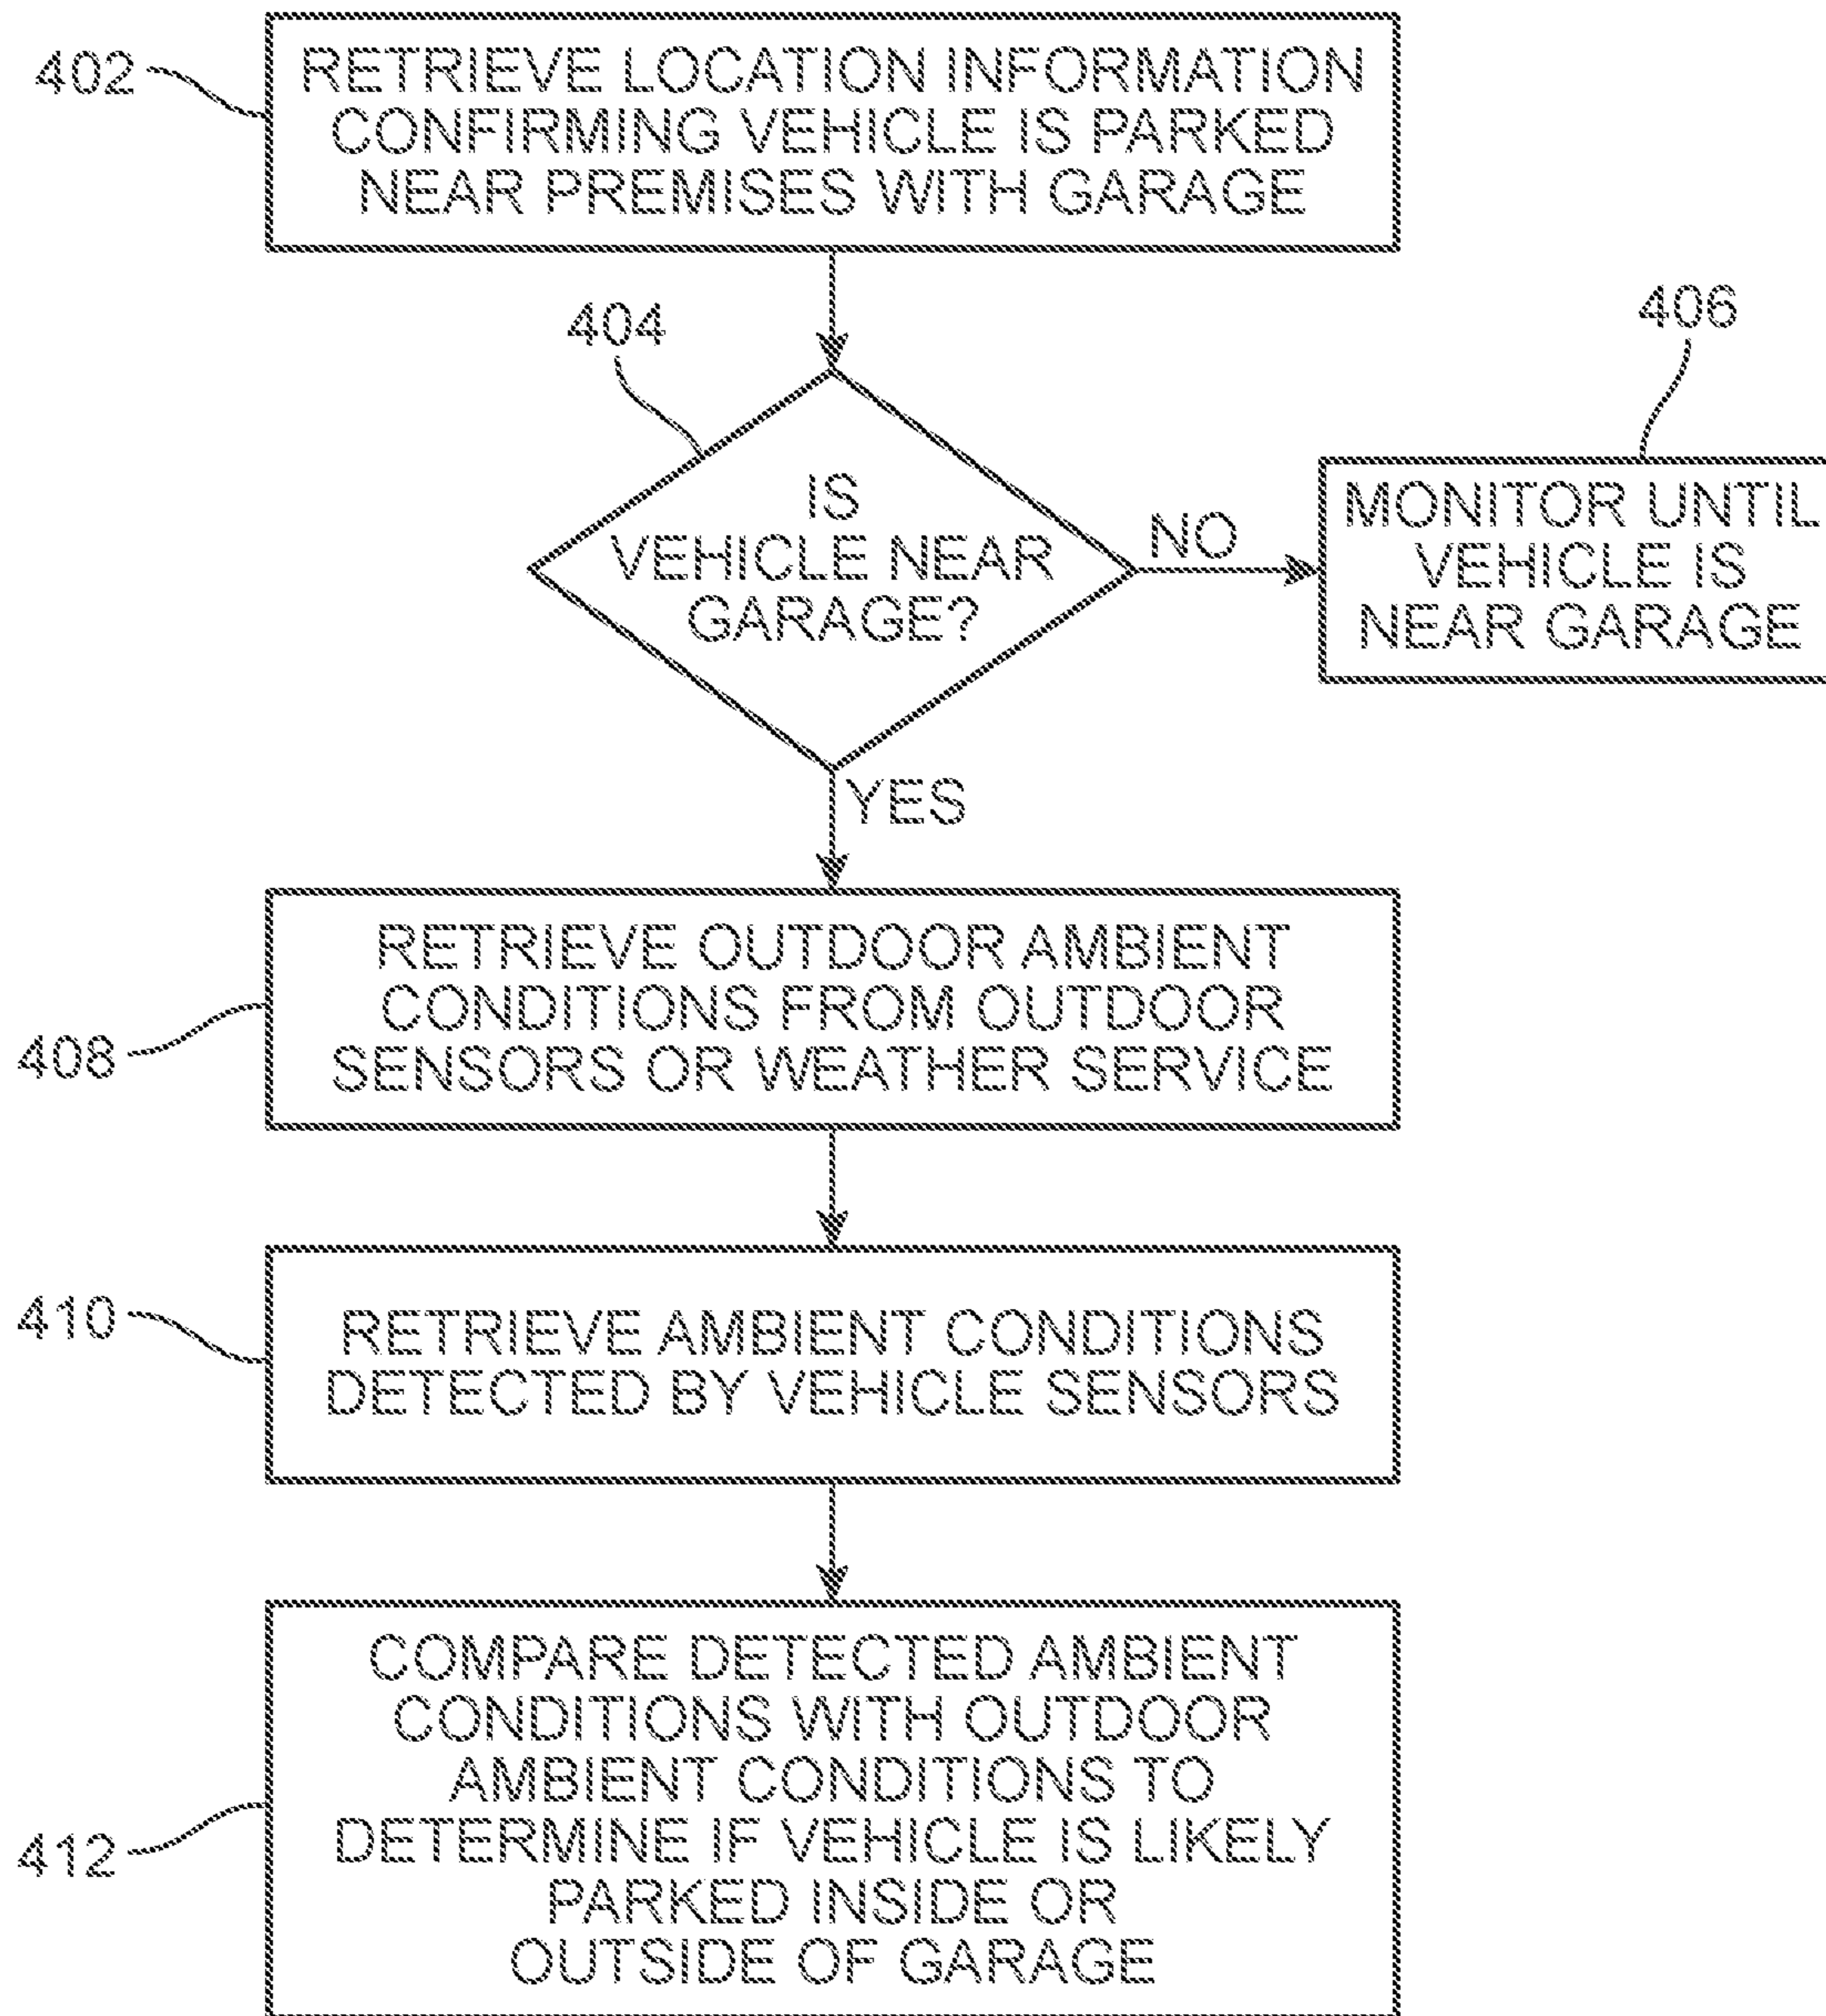 402
RETRIEVE LOCATION INFORMATION
CONFIRMING VEHICLE IS PARKED
NEAR PREMISES WITH GARAGE
404
406
IS
VEHICLE NEAR
GARAGE?
NO
MONITOR UNTIL
VEHICLE IS
NEAR GARAGE
YES
408
RETRIEVE OUTDOOR AMBIENT
CONDITIONS FROM OUTDOOR
SENSORS OR WEATHER SERVICE
410
RETRIEVE AMBIENT CONDITIONS
DETECTED BY VEHICLE SENSORS
412
COMPARE DETECTED AMBIENT
CONDITIONS WITH OUTDOOR
AMBIENT CONDITIONS TO
DETERMINE IF VEHICLE IS LIKELY
PARKED INSIDE OR
OUTSIDE OF GARAGE